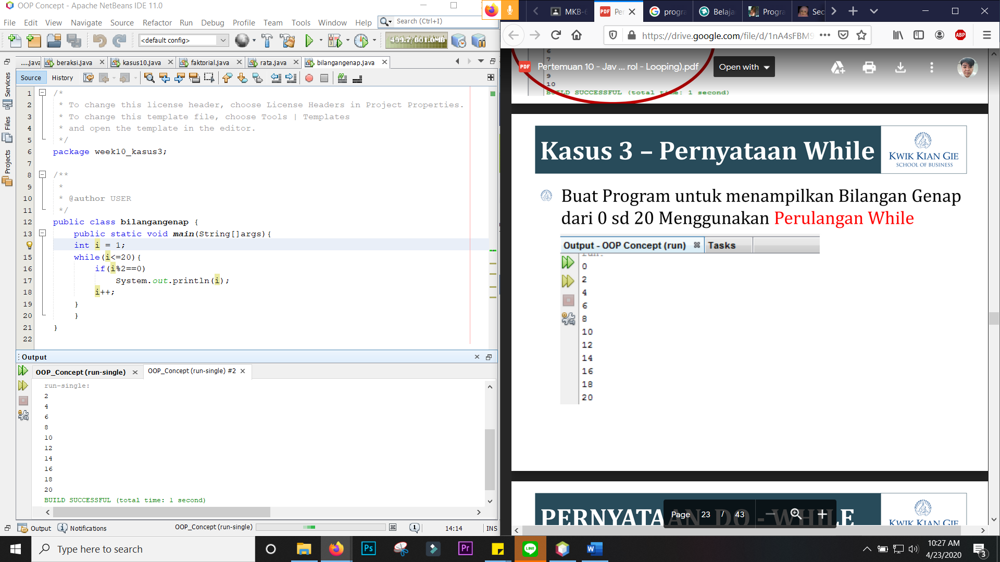 OOP Concept - Apache NetBeans IDE 11.0
File Edit View Navigate Source Refactor Run Debug Profile Team Tools Window Help
Search (Ctrl+I)
<default config>
499.7/801.0MB
....java beraksi.java kasus10.java faktorial.java rata.java bilangangenap.java
Source History
Services
Files
Projects
1 /*
2 * To change this license header, choose License Headers in Project Properties.
3 * To change this template file, choose Tools | Templates
4 * and open the template in the editor.
5 */
6 package week10_kasus3;
7
8 /**
9 *
10 * @author USER
11 */
12 public class bilangangenap {
13 public static void main(String[]args){
int i = 1;
15 while(i<=20){
16 if(i%2==0)
17 System.out.println(i);
18 i++;
19 }
20 }
21 }
22
Output
OOP_Concept (run-single) OOP_Concept (run-single) #2
run-single:
2
4
6
8
10
12
14
16
18
20
BUILD SUCCESSFUL (total time: 1 second)
Output Notifications OOP_Concept (run-single) 1 14:14 INS
MKB-6 Pe progra Belaja Progra Sec
https://drive.google.com/file/d/1nA4sFBM9
ABP
6
7
PDF Pertemuan 10 - Jav ... rol - Looping).pdf Open with
9
10
BUILD SUCCESSFUL (total time: 1 second)
Kasus 3 – Pernyataan While
KWIK KIAN GIE
SCHOOL OF BUSINESS
Buat Program untuk menampilkan Bilangan Genap
dari 0 sd 20 Menggunakan Perulangan While
Output - OOP Concept (run) Tasks
run:
0
2
4
6
8
10
12
14
16
18
20
PERNYATAAN DO - WHILE
KWIK KIAN GIE
Page 23 / 43
Type here to search
Ps
Pr
LINE
W
10:27 AM
4/23/2020
3